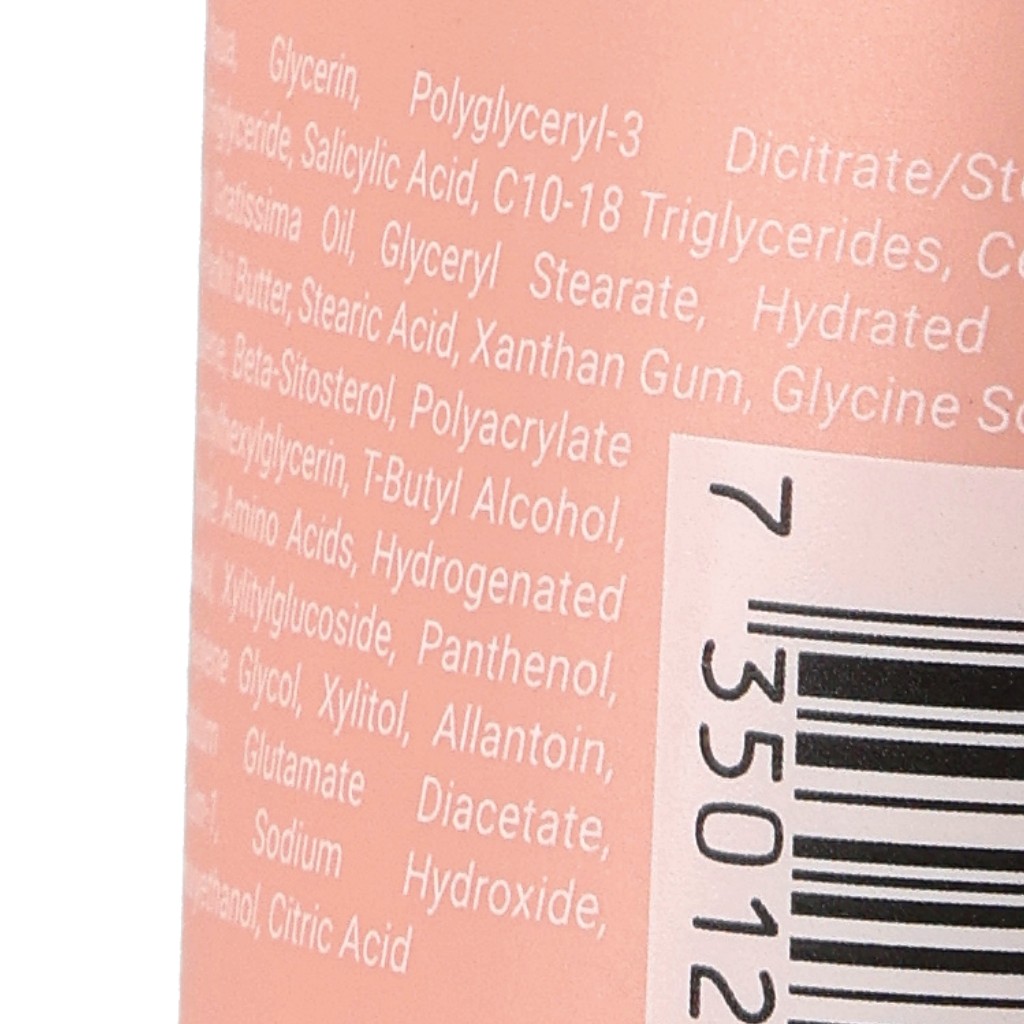 Glycerin, Polyglyceryl-3 Dicitrate/
Salicylic Acid, C10-18 Triglycerides,
Gratissima Oil, Glyceryl Stearate, Hydrated
Butter, Stearic Acid, Xanthan Gum, Glycine
Beta-Sitosterol, Polyacrylate
T-Butyl Alcohol,
Amino Acids, Hydrogenated
Xylitylglucoside, Panthenol,
Glycol, Xylitol, Allantoin,
Glutamate Diacetate,
Sodium Hydroxide,
Citric Acid
7 35012